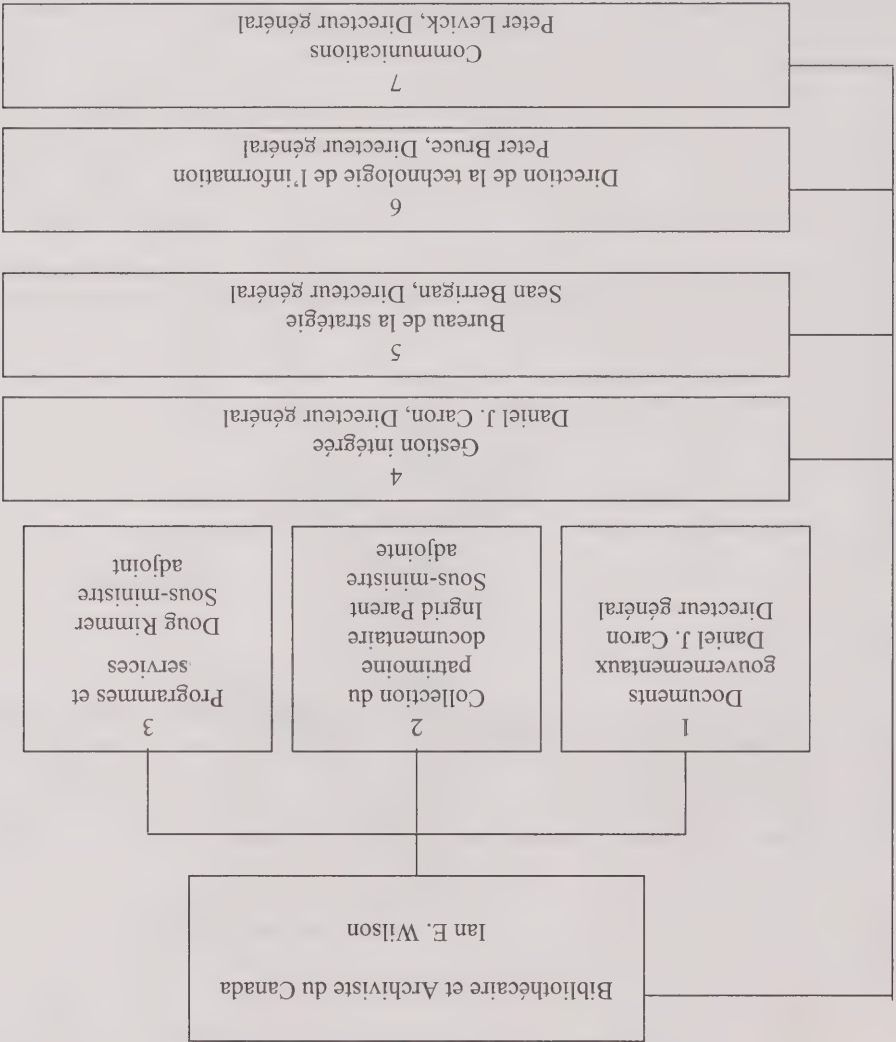 Bibliothécaire et Archiviste du Canada
Ian E. Wilson
1
Documents
gouvernementaux
Daniel J. Caron
Directeur général
2
Collection du
patrimoine
documentaire
Ingrid Parent
Sous-ministre
adjointe
3
Programmes et
services
Doug Rimmer
Sous-ministre
adjoint
4
Gestion intégrée
Daniel J. Caron, Directeur général
5
Bureau de la stratégie
Sean Berrigan, Directeur général
6
Direction de la technologie de l'information
Peter Bruce, Directeur général
7
Communications
Peter Levick, Directeur général